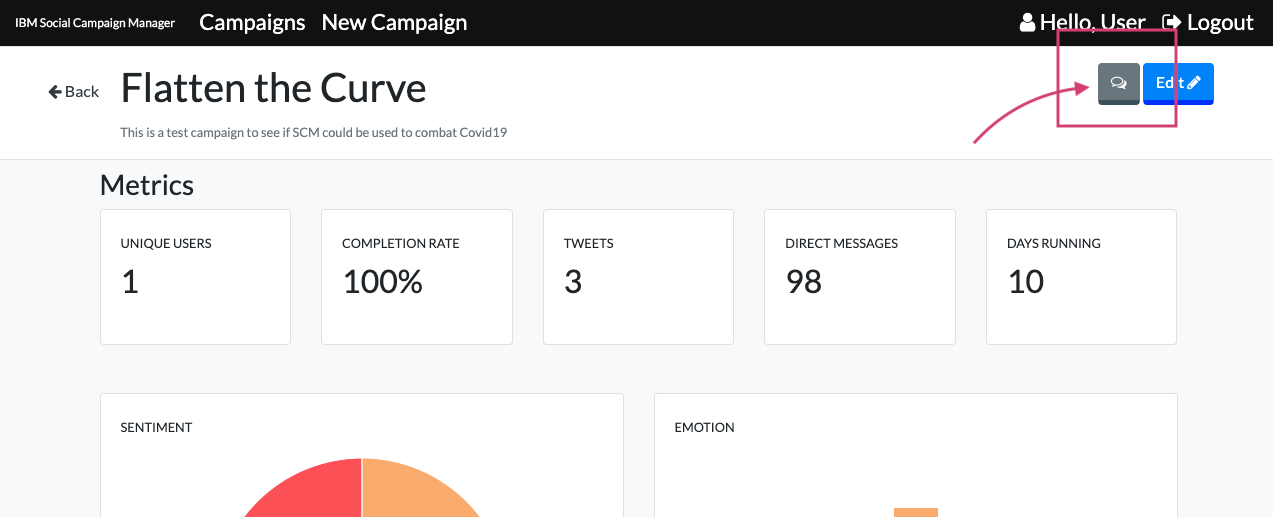 IBM Social Campaign Manager Campaigns New Campaign Hello, User Logout
Back Flatten the Curve Edit
This is a test campaign to see if SCM could be used to combat Covid19
Metrics
UNIQUE USERS COMPLETION RATE TWEETS DIRECT MESSAGES DAYS RUNNING
1 100% 3 98 10
SENTIMENT EMOTION